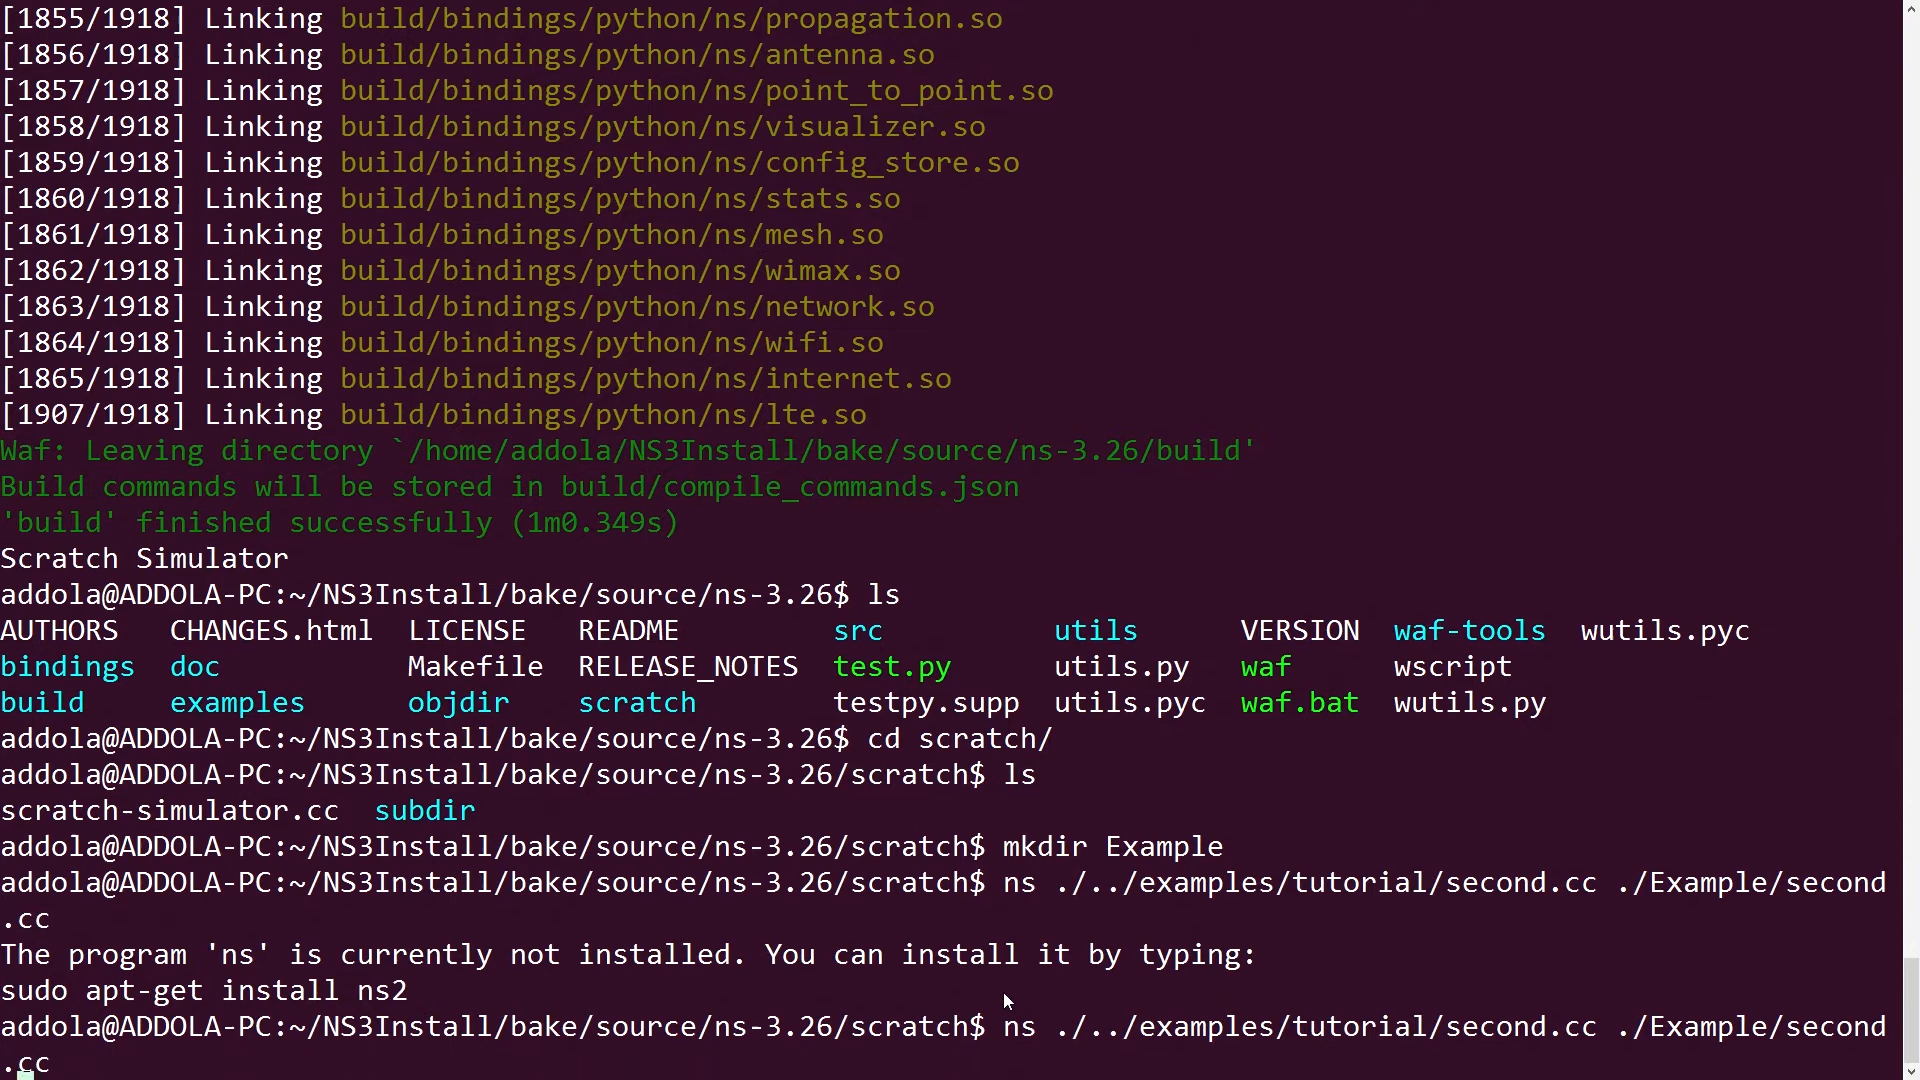 [1855/1918] Linking build/bindings/python/ns/propagation.so
[1856/1918] Linking build/bindings/python/ns/antenna.so
[1857/1918] Linking build/bindings/python/ns/point_to_point.so
[1858/1918] Linking build/bindings/python/ns/visualizer.so
[1859/1918] Linking build/bindings/python/ns/config_store.so
[1860/1918] Linking build/bindings/python/ns/stats.so
[1861/1918] Linking build/bindings/python/ns/mesh.so
[1862/1918] Linking build/bindings/python/ns/wimax.so
[1863/1918] Linking build/bindings/python/ns/network.so
[1864/1918] Linking build/bindings/python/ns/wifi.so
[1865/1918] Linking build/bindings/python/ns/internet.so
[1907/1918] Linking build/bindings/python/ns/lte.so
Waf: Leaving directory `/home/addola/NS3Install/bake/source/ns-3.26/build'
Build commands will be stored in build/compile_commands.json
'build' finished successfully (1m0.349s)
Scratch Simulator
addola@ADDOLA-PC:~/NS3Install/bake/source/ns-3.26$ ls
AUTHORS CHANGES.html LICENSE README src utils VERSION waf-tools wutils.pyc
bindings doc Makefile RELEASE_NOTES test.py utils.py waf wscript
build examples objdir scratch testpy.supp utils.pyc waf.bat wutils.py
addola@ADDOLA-PC:~/NS3Install/bake/source/ns-3.26$ cd scratch/
addola@ADDOLA-PC:~/NS3Install/bake/source/ns-3.26/scratch$ ls
scratch-simulator.cc subdir
addola@ADDOLA-PC:~/NS3Install/bake/source/ns-3.26/scratch$ mkdir Example
addola@ADDOLA-PC:~/NS3Install/bake/source/ns-3.26/scratch$ ns ./../examples/tutorial/second.cc ./Example/second
.cc
The program 'ns' is currently not installed. You can install it by typing:
sudo apt-get install ns2
addola@ADDOLA-PC:~/NS3Install/bake/source/ns-3.26/scratch$ ns ./../examples/tutorial/second.cc ./Example/second
.cc